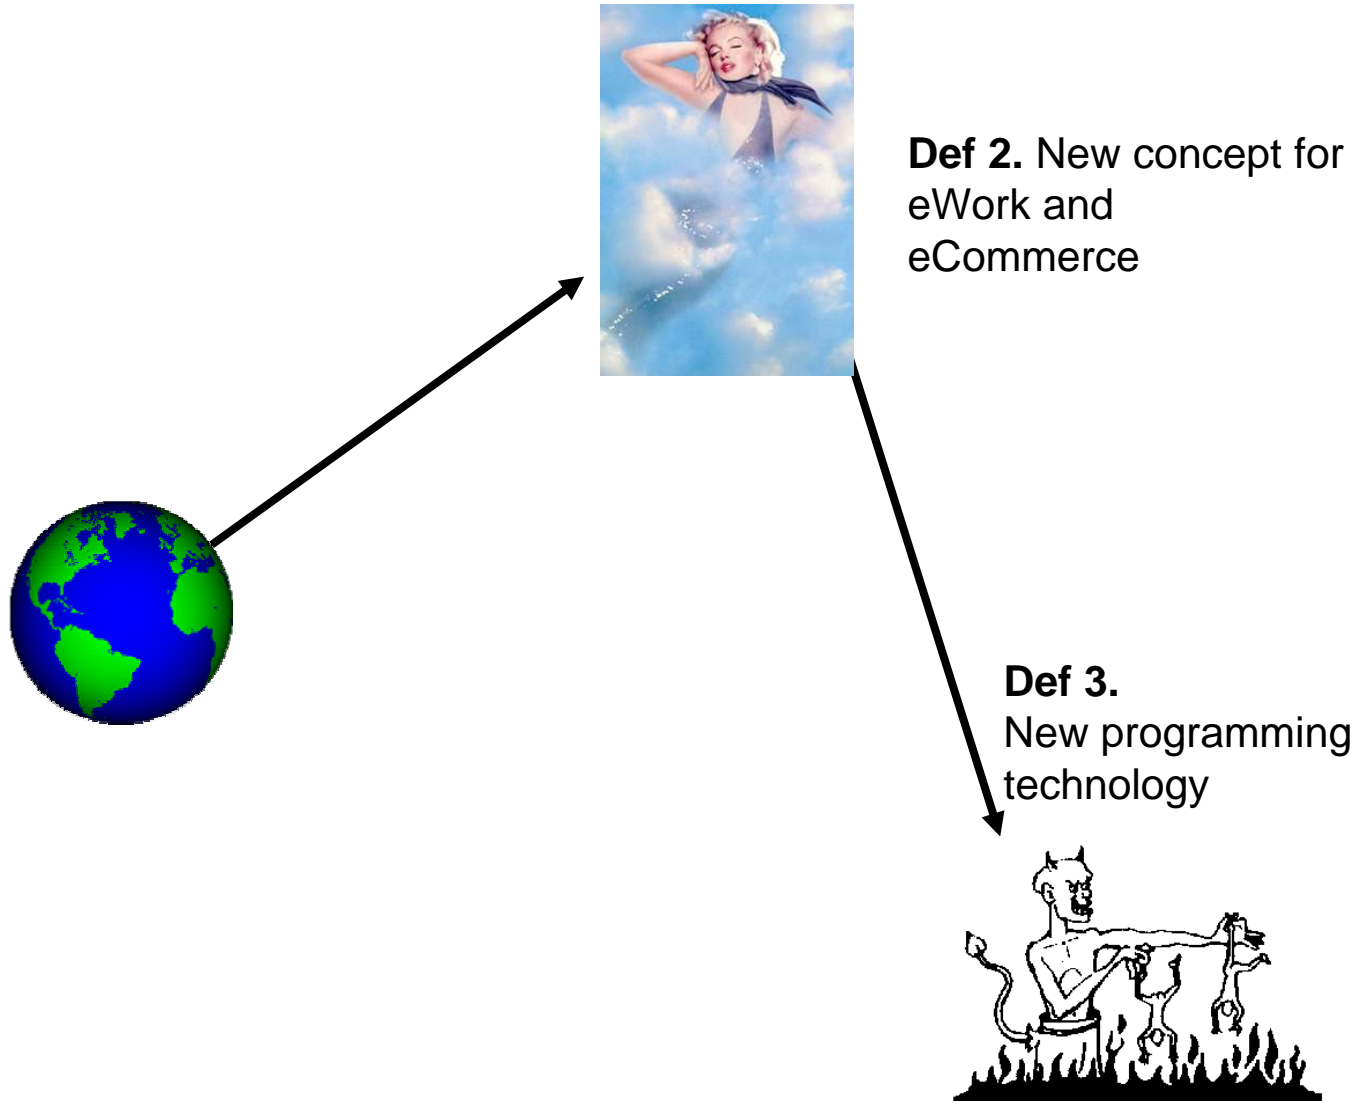 Def 2. New concept for
eWork and
eCommerce
Def 3.
New programming
technology